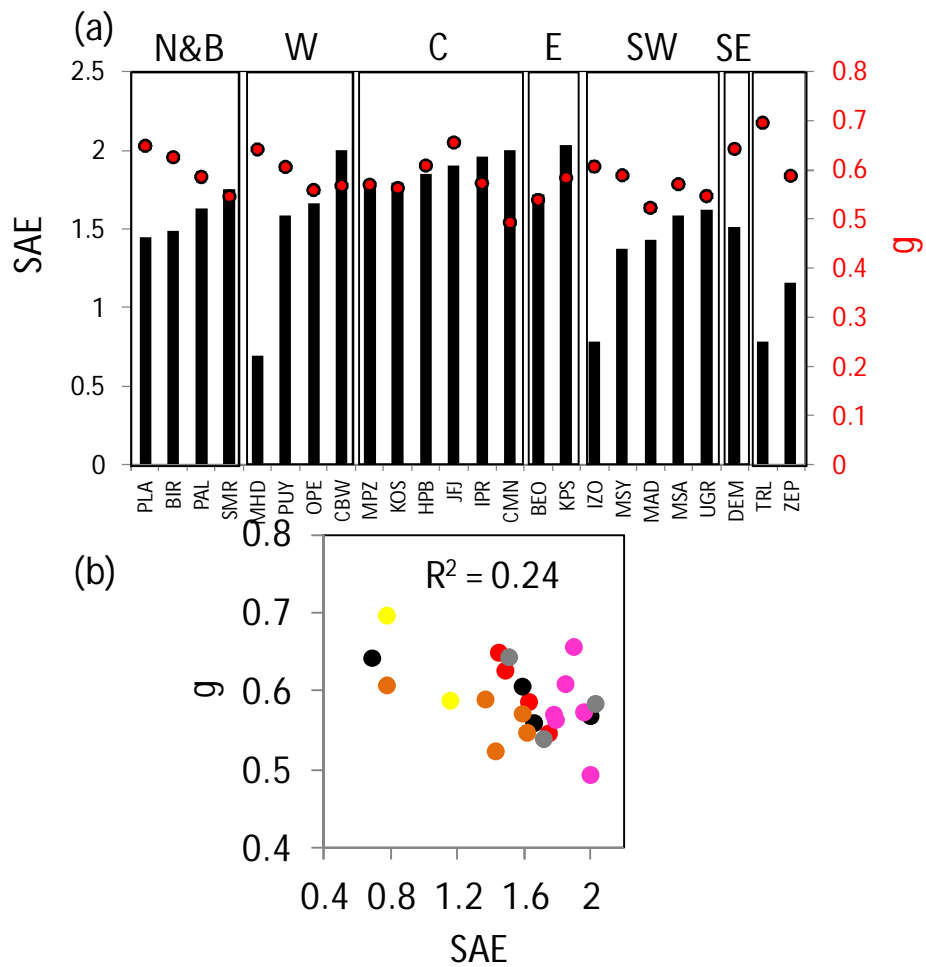 (a)
N&B W C E SW SE
2.5 0.8
0.7
2 0.6
1.5 0.5
0.4
1 0.3
0.5 0.2
0.1
0 0
SAE
g
PLA BIR PAL SMR MHD PUY OPE CBW MPZ KOS HPB JFJ IPR CMN BEO KPS IZO MSY MAD MSA UGR DEM TRL ZEP
(b)
R² = 0.24
0.8
0.7
0.6
0.5
0.4
g
0.4 0.8 1.2 1.6 2
SAE